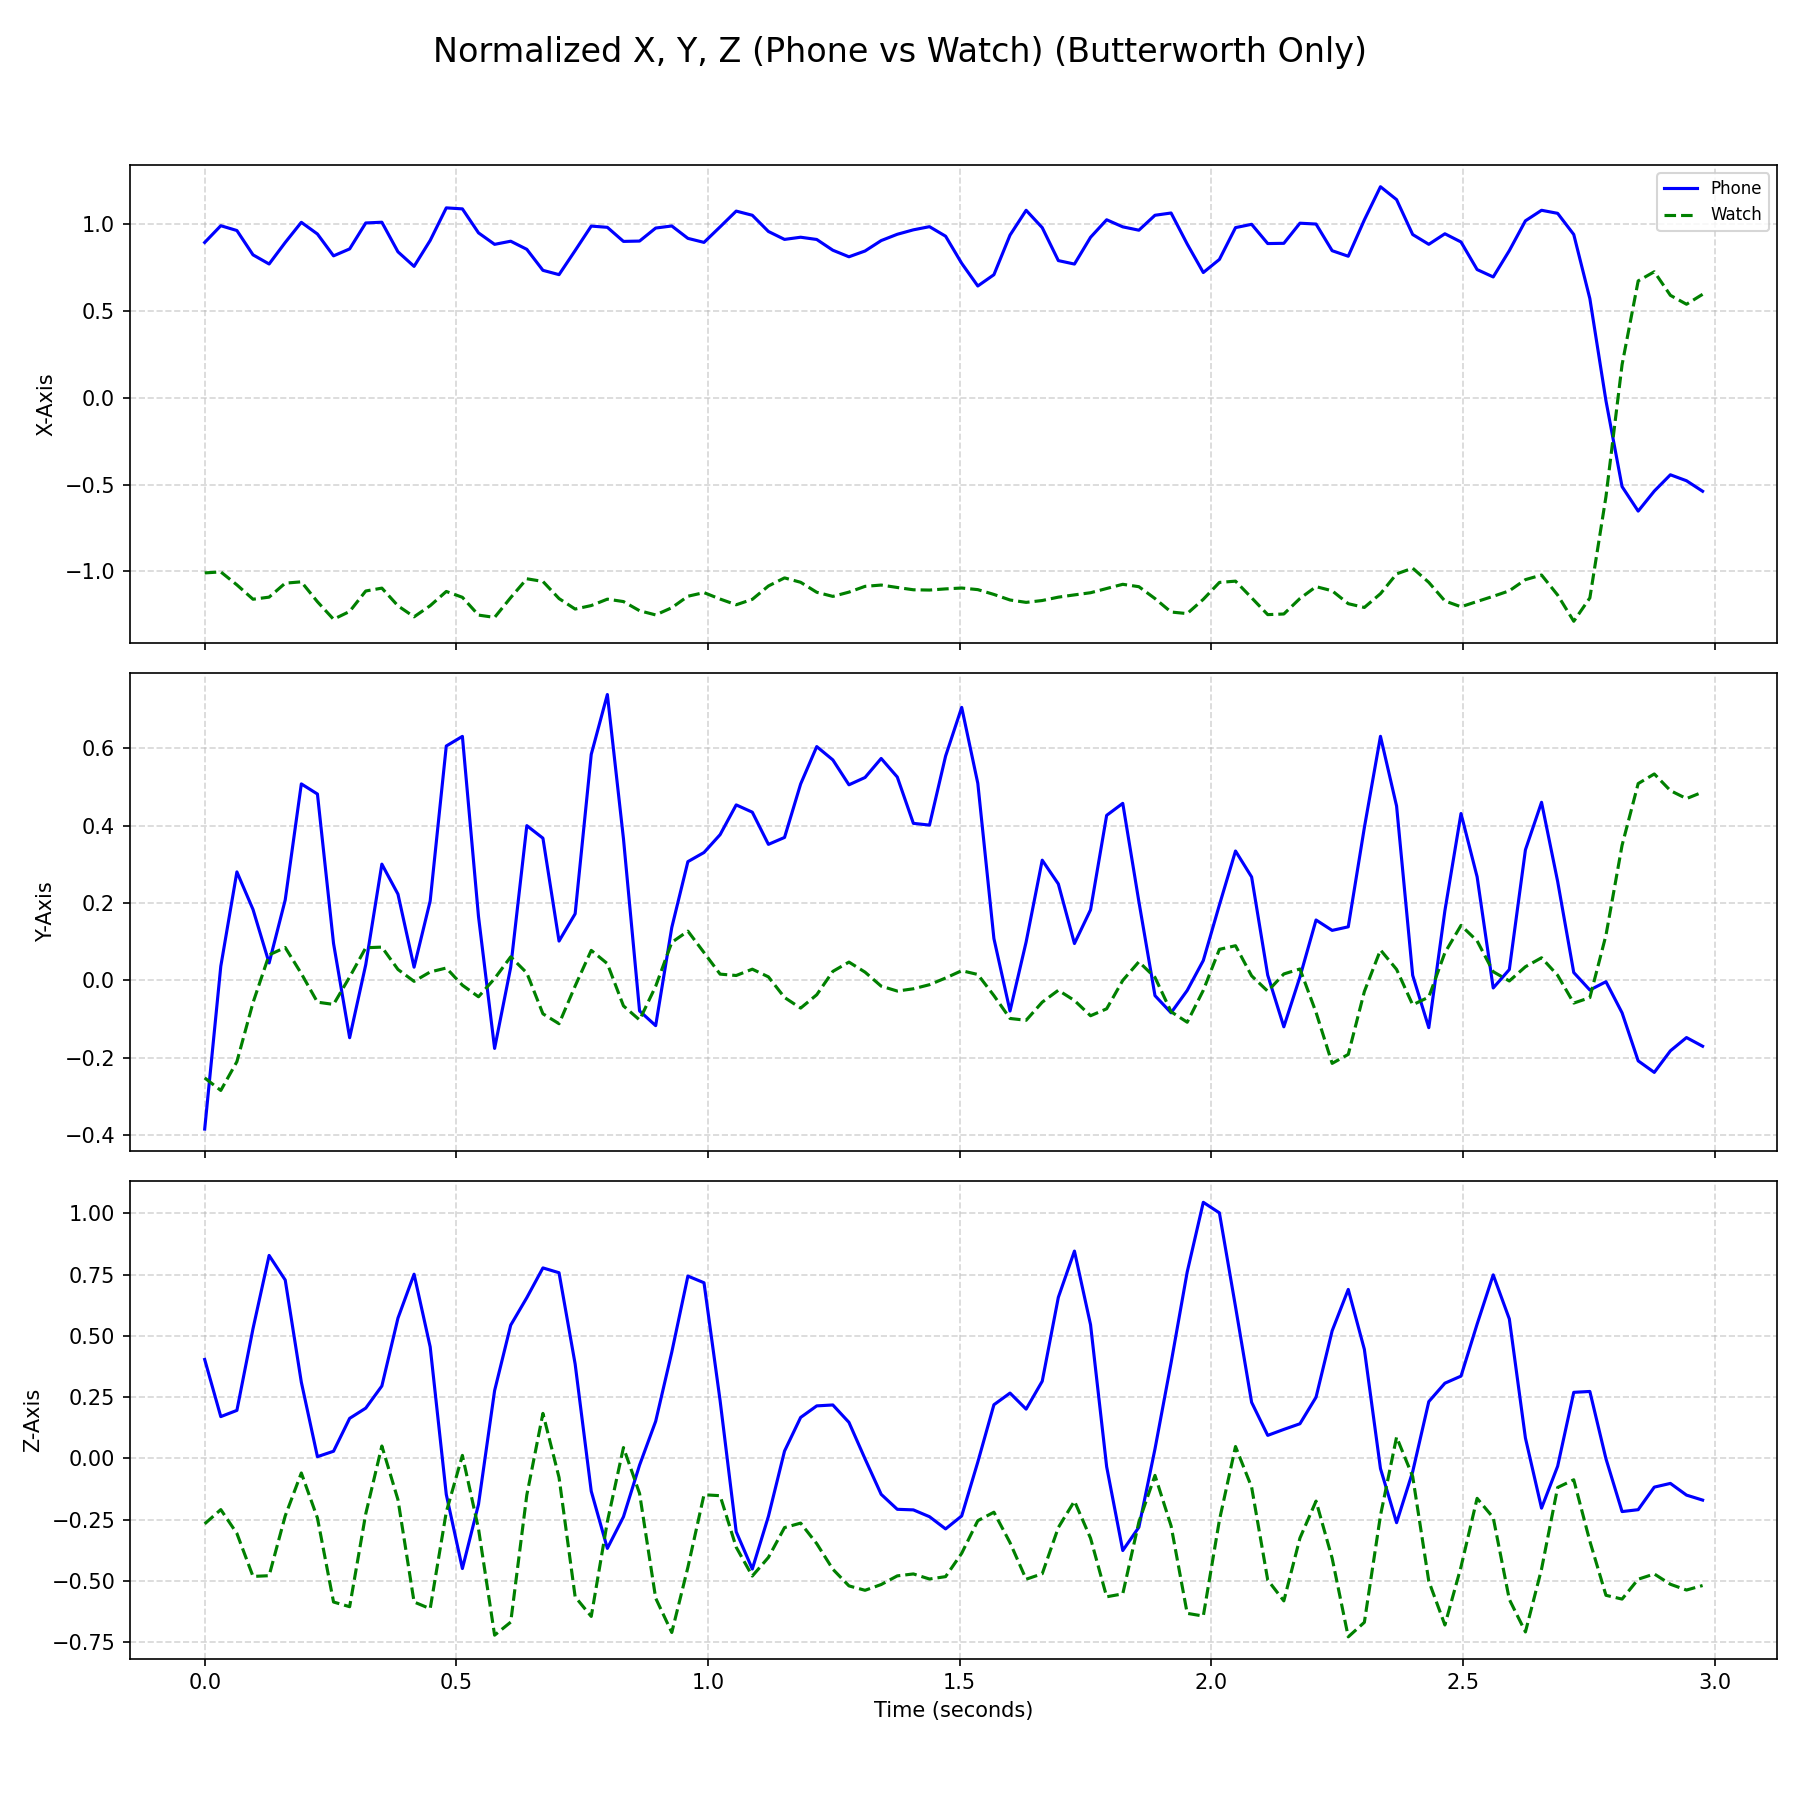 Normalized X, Y, Z (Phone vs Watch) (Butterworth Only)
Phone
Watch
1.0
0.5
0.0
−0.5
−1.0
X-Axis
0.6
0.4
0.2
0.0
−0.2
−0.4
Y-Axis
1.00
0.75
0.50
0.25
0.00
−0.25
−0.50
−0.75
Z-Axis
0.0 0.5 1.0 1.5 2.0 2.5 3.0
Time (seconds)